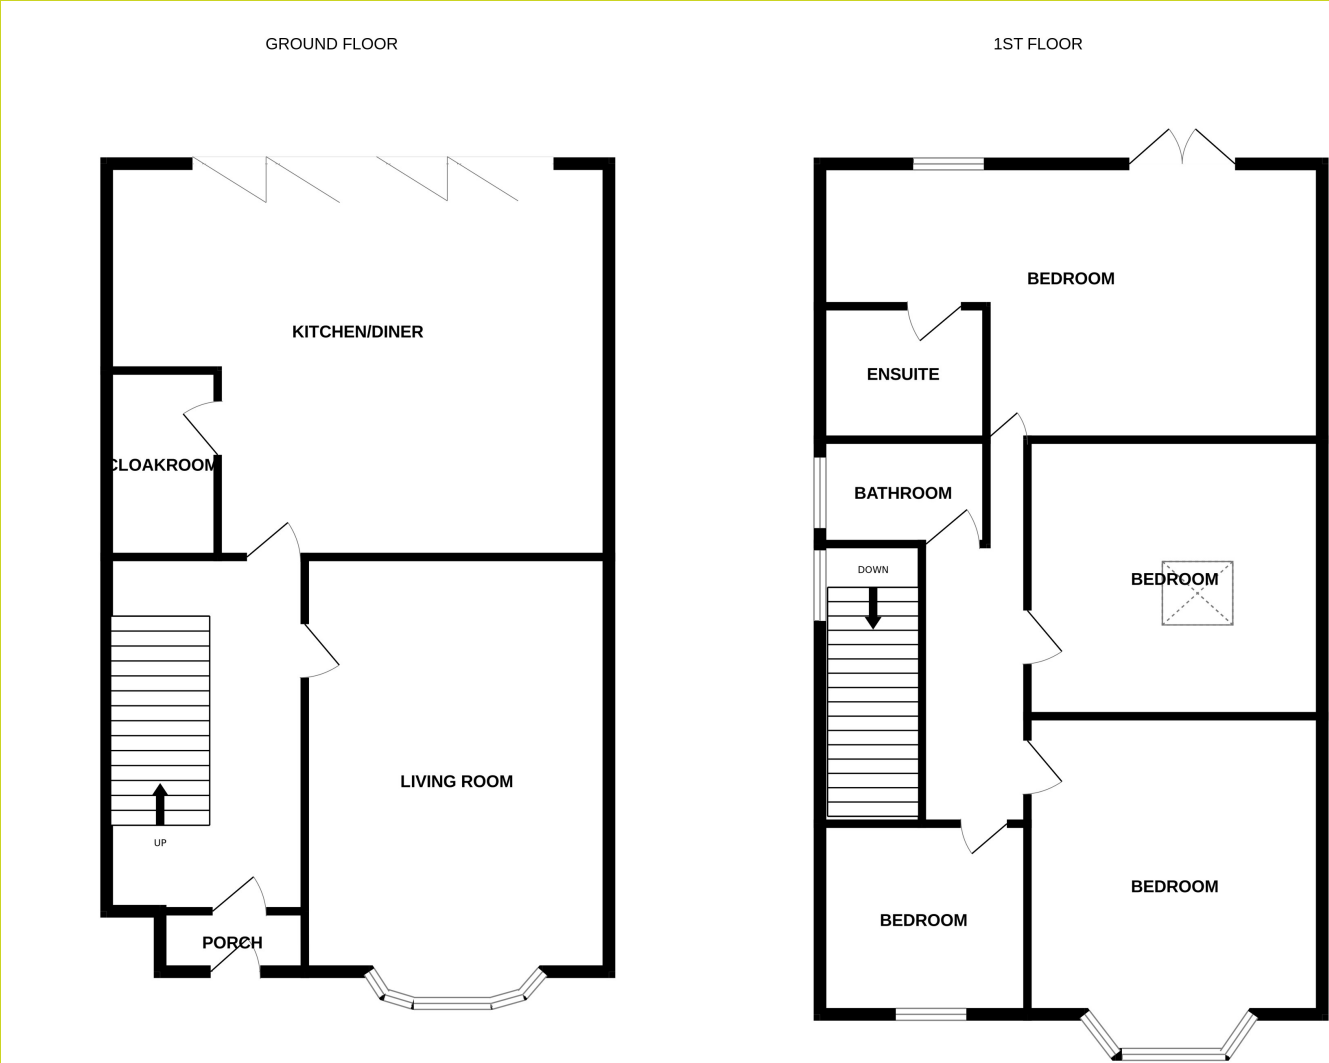 GROUND FLOOR
1ST FLOOR
KITCHEN/DINER
CLOAKROOM
UP
LIVING ROOM
PORCH
BEDROOM
ENSUITE
BATHROOM
DOWN
BEDROOM
BEDROOM
BEDROOM